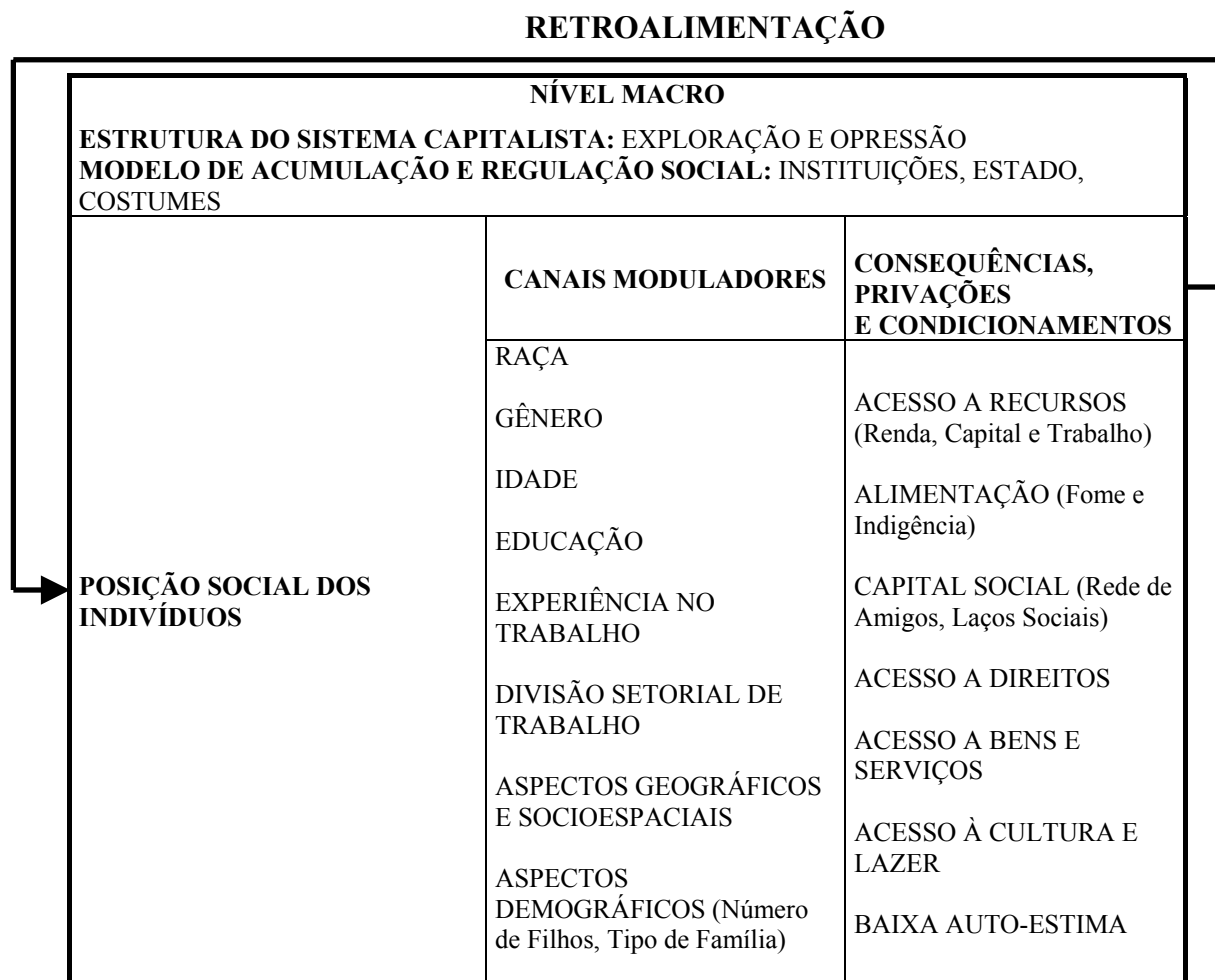 RETROALIMENTAÇÃO
NÍVEL MACRO
ESTRUTURA DO SISTEMA CAPITALISTA: EXPLORAÇÃO E OPRESSÃO
MODELO DE ACUMULAÇÃO E REGULAÇÃO SOCIAL: INSTITUIÇÕES, ESTADO,
COSTUMES
POSIÇÃO SOCIAL DOS
INDIVÍDUOS
CANAIS MODULADORES
RAÇA
GÊNERO
IDADE
EDUCAÇÃO
EXPERIÊNCIA NO
TRABALHO
DIVISÃO SETORIAL DE
TRABALHO
ASPECTOS GEOGRÁFICOS
E SOCIOESPACIAIS
ASPECTOS
DEMOGRÁFICOS (Número
de Filhos, Tipo de Família)
CONSEQUÊNCIAS,
PRIVAÇÕES
E CONDICIONAMENTOS
ACESSO A RECURSOS
(Renda, Capital e Trabalho)
ALIMENTAÇÃO (Fome e
Indigência)
CAPITAL SOCIAL (Rede de
Amigos, Laços Sociais)
ACESSO A DIREITOS
ACESSO A BENS E
SERVIÇOS
ACESSO À CULTURA E
LAZER
BAIXA AUTO-ESTIMA